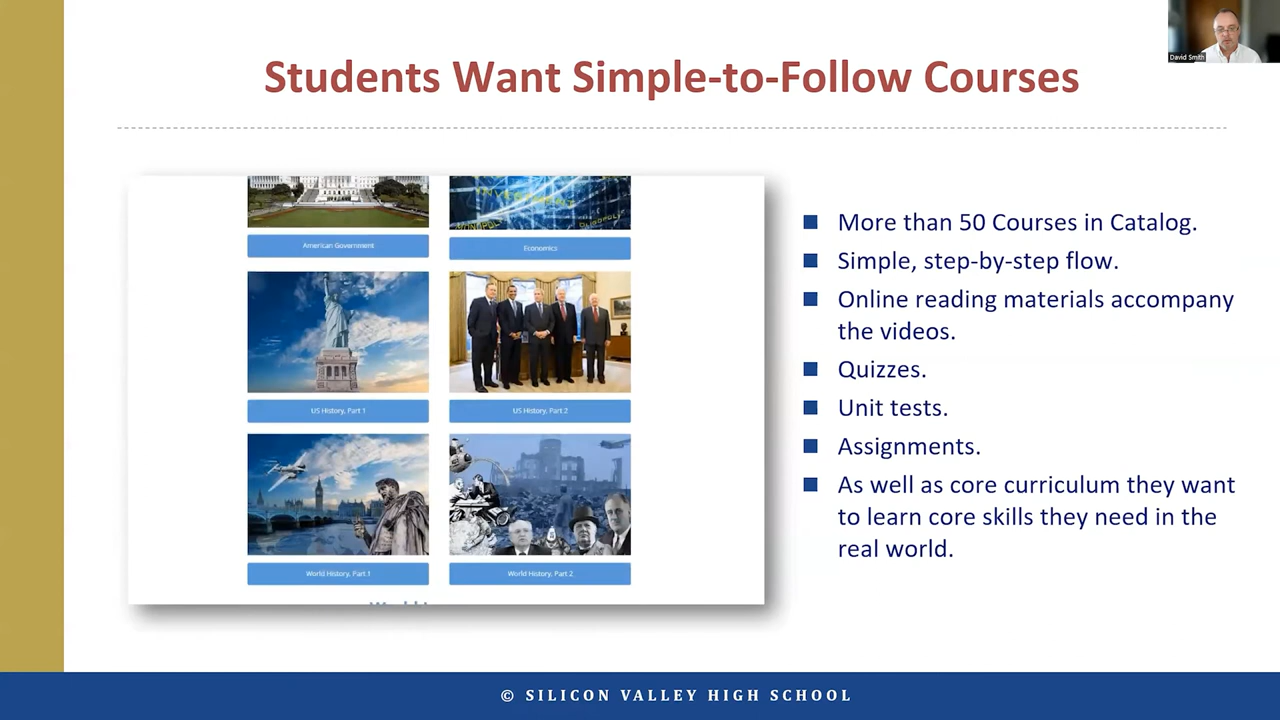 David Smith
Students Want Simple-to-Follow Courses
INVESTMENT
MONOPOLY
OLIGOPOLY
American Government
Economics
US History, Part 1
US History, Part 2
World History, Part 1
World History, Part 2
More than 50 Courses in Catalog.
Simple, step-by-step flow.
Online reading materials accompany
the videos.
Quizzes.
Unit tests.
Assignments.
As well as core curriculum they want
to learn core skills they need in the
real world.
© SILICON VALLEY HIGH SCHOOL